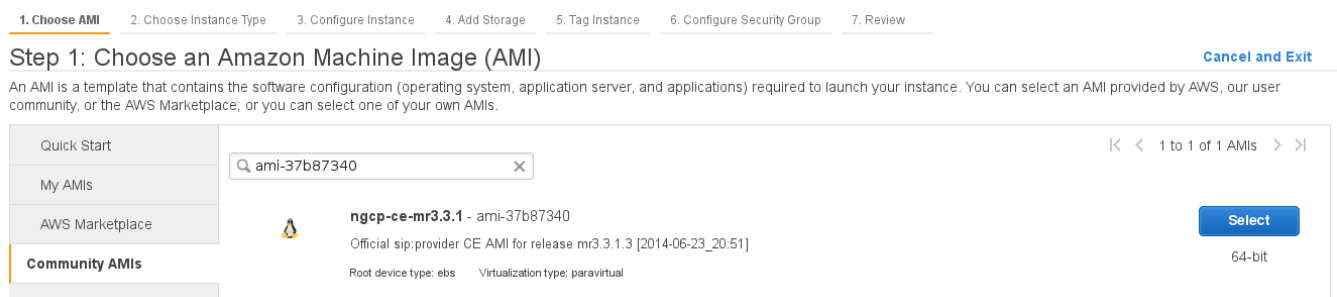 1. Choose AMI 2. Choose Instance Type 3. Configure Instance 4. Add Storage 5. Tag Instance 6. Configure Security Group 7. Review
Step 1: Choose an Amazon Machine Image (AMI) Cancel and Exit
An AMI is a template that contains the software configuration (operating system, application server, and applications) required to launch your instance. You can select an AMI provided by AWS, our user
community, or the AWS Marketplace; or you can select one of your own AMIs.
Quick Start
My AMIs
AWS Marketplace
Community AMIs
ami-37b87340
1 to 1 of 1 AMIs
ngcp-ce-mr3.3.1 - ami-37b87340
Official sip:provider CE AMI for release mr3.3.1.3 [2014-06-23_20:51]
Root device type: ebs Virtualization type: paravirtual
Select
64-bit